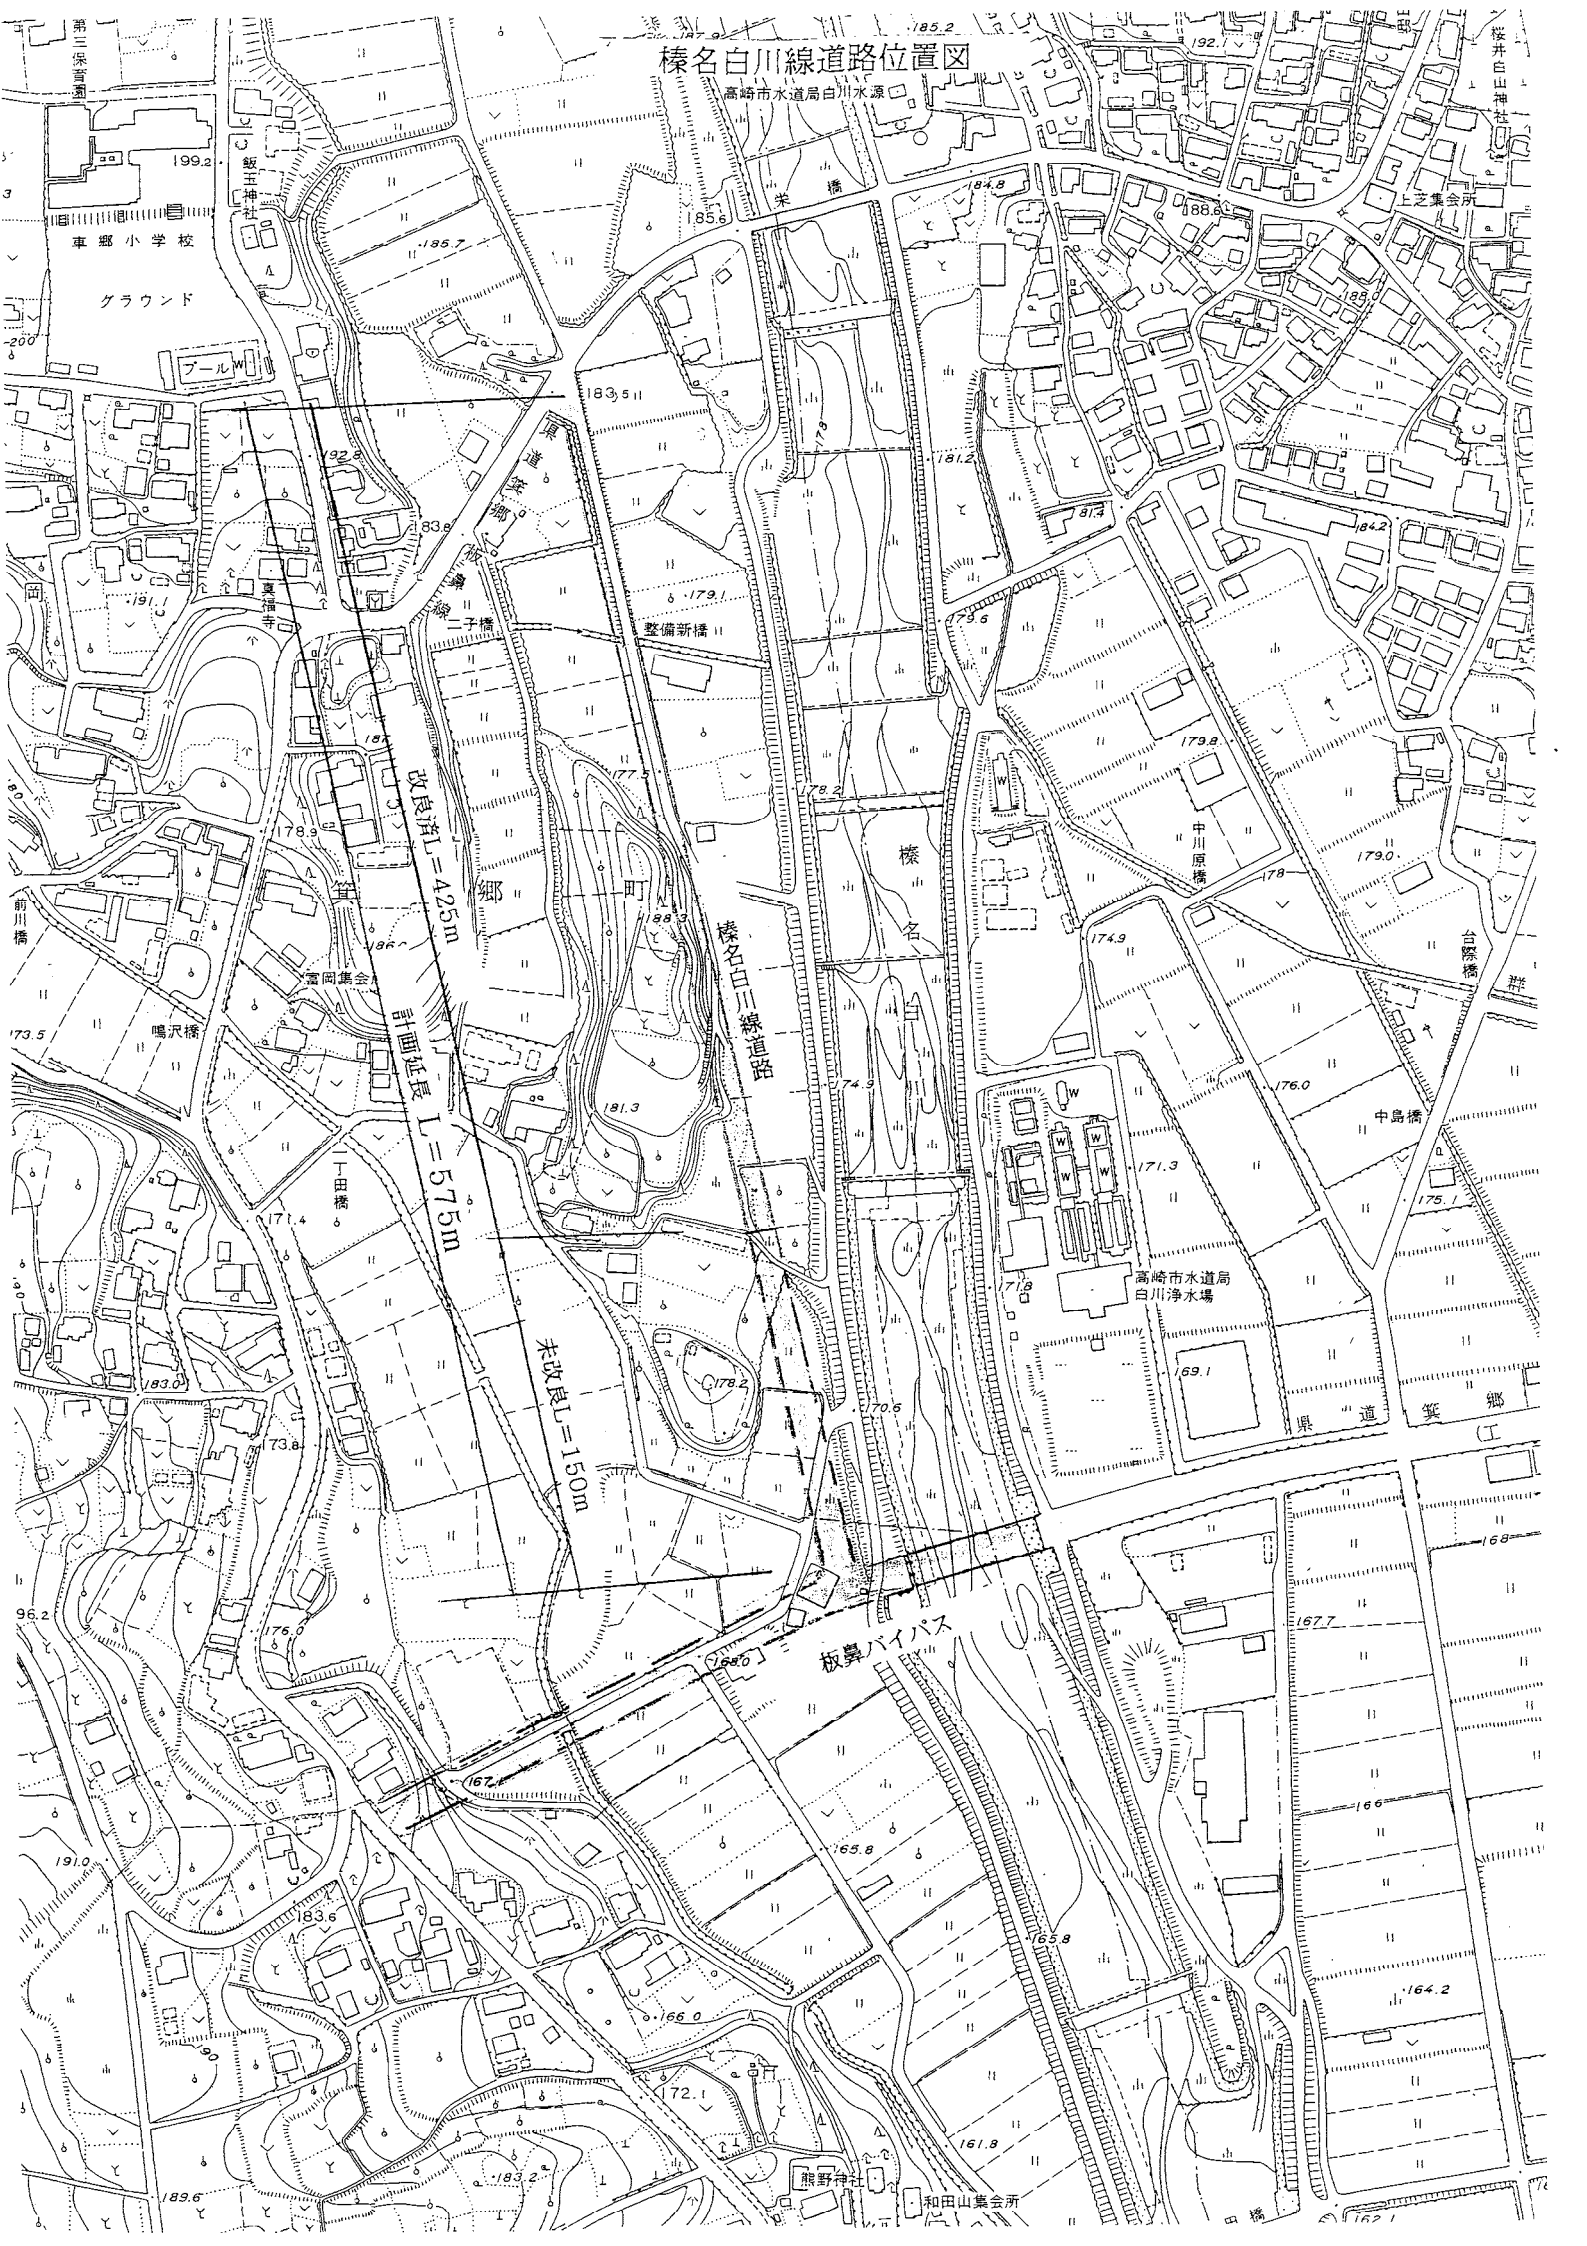 榛名白川線道路位置図
185.2
192.1
第三保育園
桜井白山神社
高崎市水道局白川水源
199.2
飯玉神社
栄橋
184.8
188.6
上芝集会所
185.6
車郷小学校
185.7
グラウンド
185.0
200
プール
W
183.5
県道箕郷板鼻線
192.8
181.2
184.2
191.1
真福寺
179.1
179.6
二子橋
整備新橋
179.8
177.5
178.2
W
改良済L=425m
178.9
中川原橋
179.0
178
箕郷町
榛名白
188.3
前川橋
174.9
台際橋
群
榛名白川線道路
富岡集会
173.5
鳴沢橋
計画延長 L=575m
174.9
176.0
181.3
W
W
W
W
W
中島橋
171.3
一丁田橋
175.1
171.4
高崎市水道局
白川浄水場
171.8
未改良L=150m
183.0
178.2
169.1
170.6
県道箕郷
173.8
168
96.2
176.0
167.7
板鼻バイパス
168.0
167.1
166
191.0
165.8
183.6
165.8
164.2
166.0
190
172.1
161.8
183.2
熊野神社
189.6
和田山集会所
橋
162.1